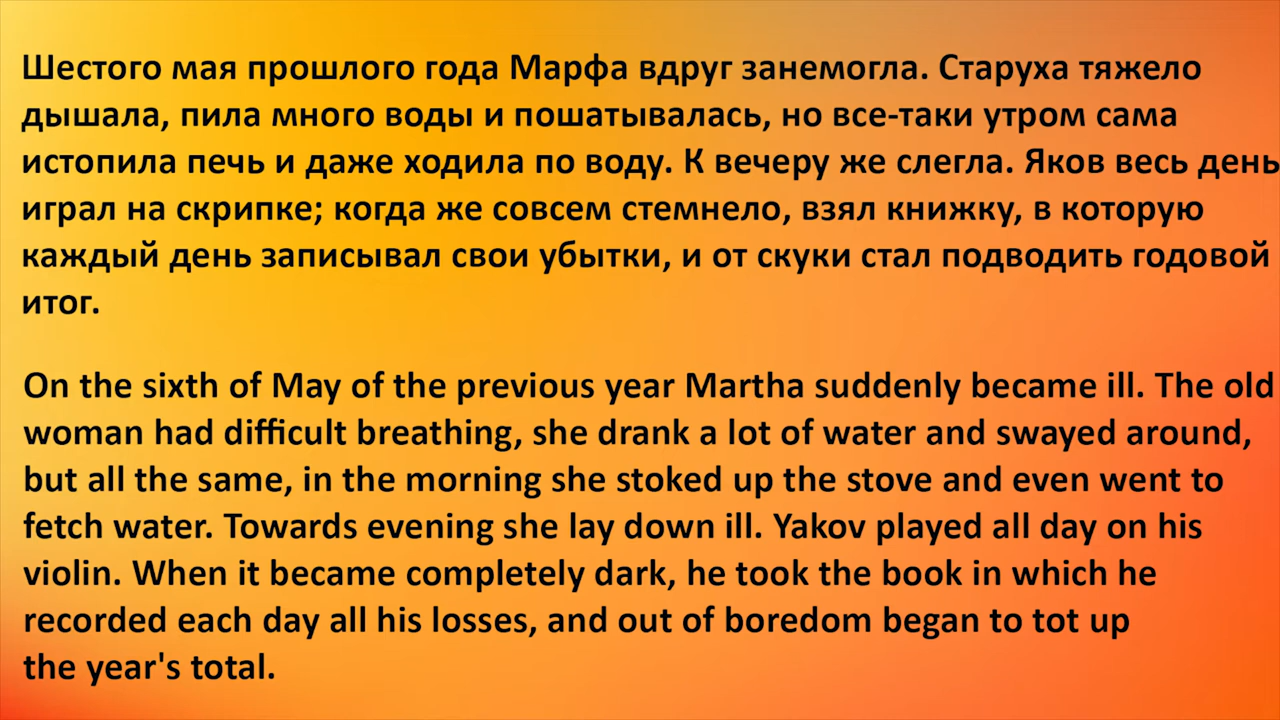 Шестого мая прошлого года Марфа вдруг занемогла. Старуха тяжело
дышала, пила много воды и пошатывалась, но все-таки утром сама
истопила печь и даже ходила по воду. К вечеру же слегла. Яков весь день
играл на скрипке; когда же совсем стемнело, взял книжку, в которую
каждый день записывал свои убытки, и от скуки стал подводить годовой
итог.
On the sixth of May of the previous year Martha suddenly became ill. The old
woman had difficult breathing, she drank a lot of water and swayed around,
but all the same, in the morning she stoked up the stove and even went to
fetch water. Towards evening she lay down ill. Yakov played all day on his
violin. When it became completely dark, he took the book in which he
recorded each day all his losses, and out of boredom began to tot up
the year's total.